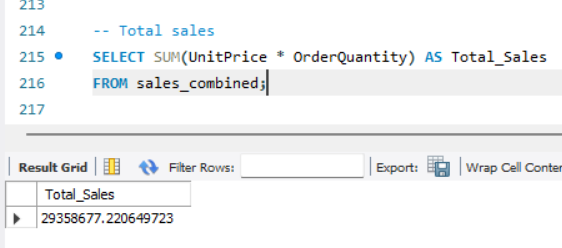 213
214 -- Total sales
215 SELECT SUM(UnitPrice * OrderQuantity) AS Total_Sales
216 FROM sales_combined;
217
Result Grid Filter Rows: Export: Wrap Cell Conter
Total_Sales
29358677.220649723